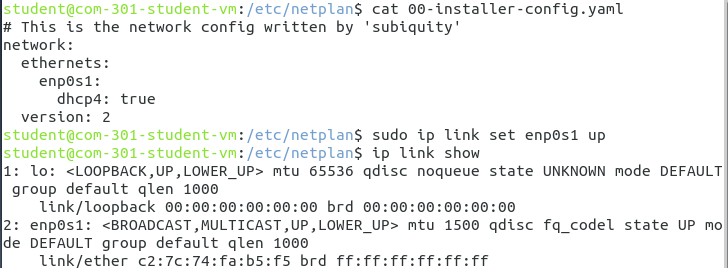 student@com-301-student-vm:/etc/netplan$ cat 00-installer-config.yaml
# This is the network config written by 'subiquity'
network:
  ethernets:
    enp0s1:
      dhcp4: true
  version: 2
student@com-301-student-vm:/etc/netplan$ sudo ip link set enp0s1 up
student@com-301-student-vm:/etc/netplan$ ip link show
1: lo: <LOOPBACK,UP,LOWER_UP> mtu 65536 qdisc noqueue state UNKNOWN mode DEFAULT
 group default qlen 1000
    link/loopback 00:00:00:00:00:00 brd 00:00:00:00:00:00
2: enp0s1: <BROADCAST,MULTICAST,UP,LOWER_UP> mtu 1500 qdisc fq_codel state UP mo
de DEFAULT group default qlen 1000
    link/ether c2:7c:74:fa:b5:f5 brd ff:ff:ff:ff:ff:ff